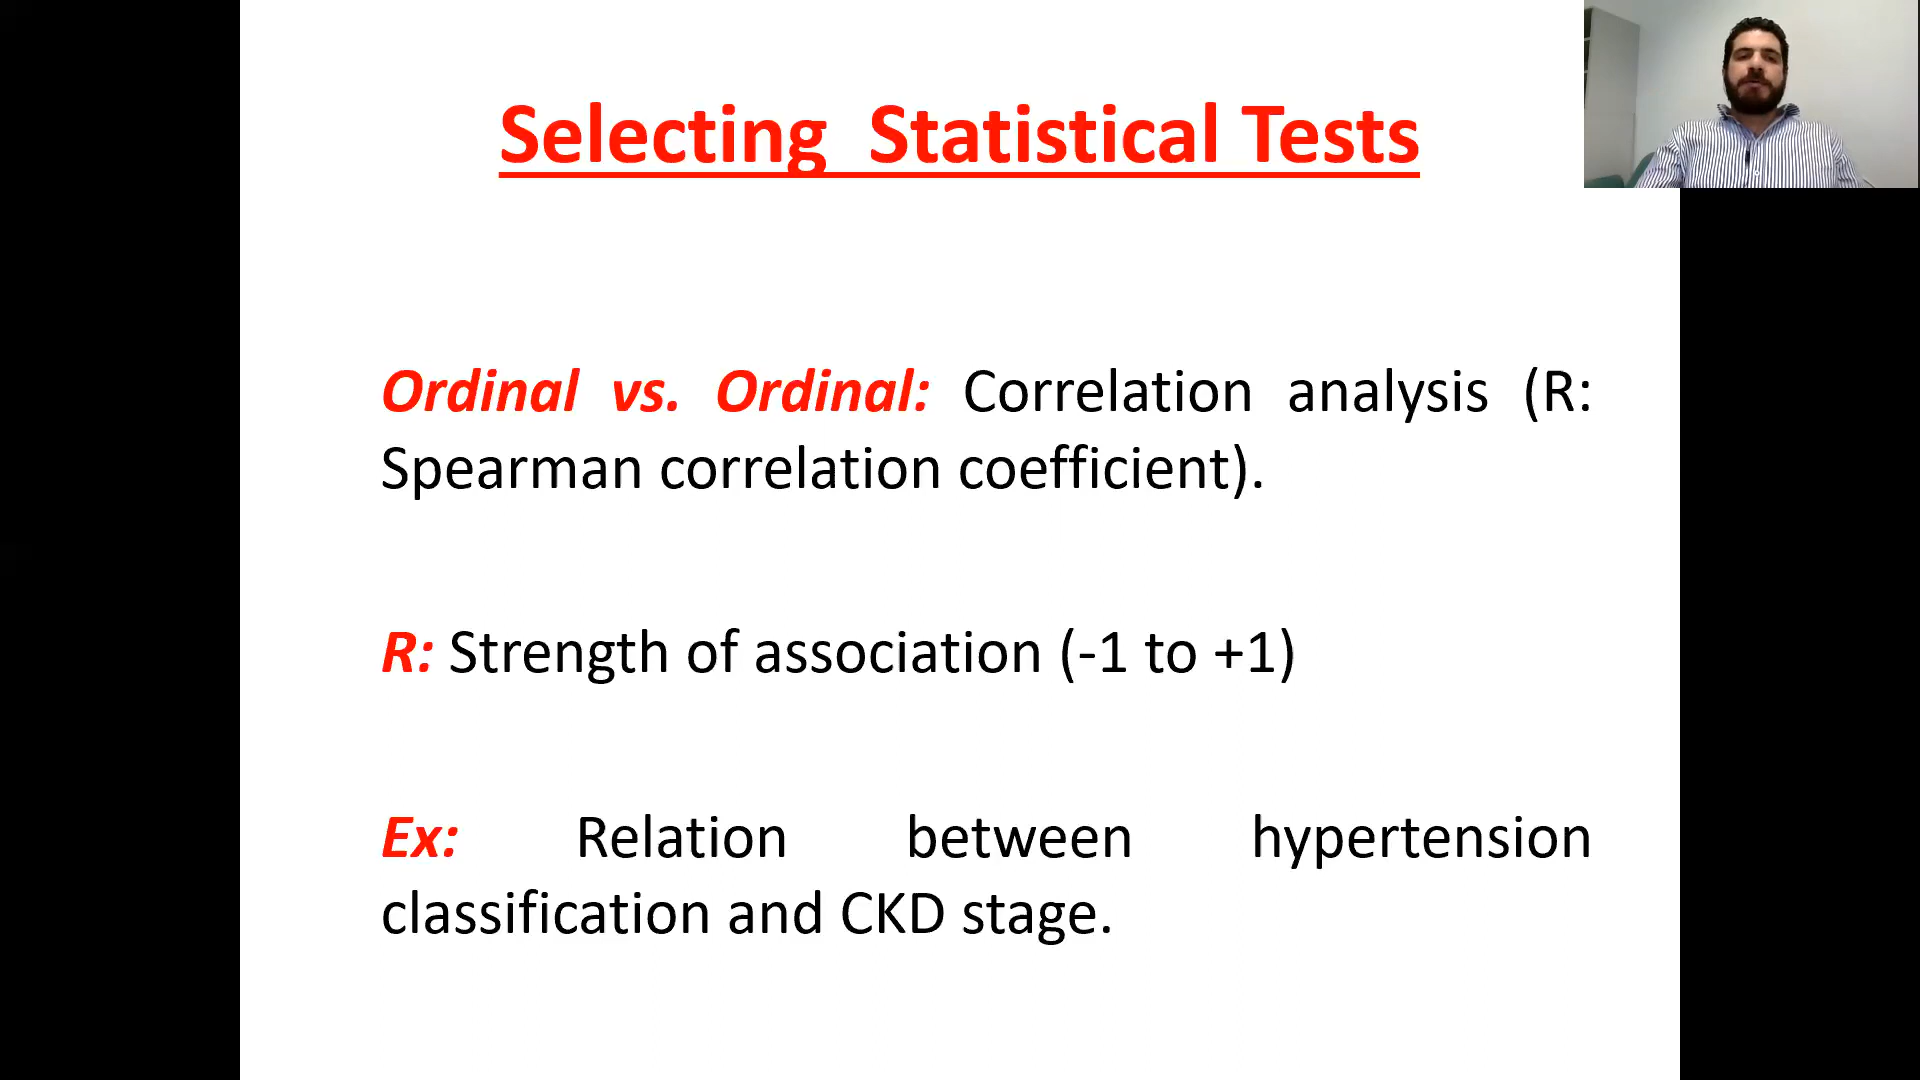 Selecting  Statistical Tests
Ordinal vs. Ordinal: Correlation analysis (R:
Spearman correlation coefficient).
R: Strength of association (-1 to +1)
Ex: Relation between hypertension
classification and CKD stage.